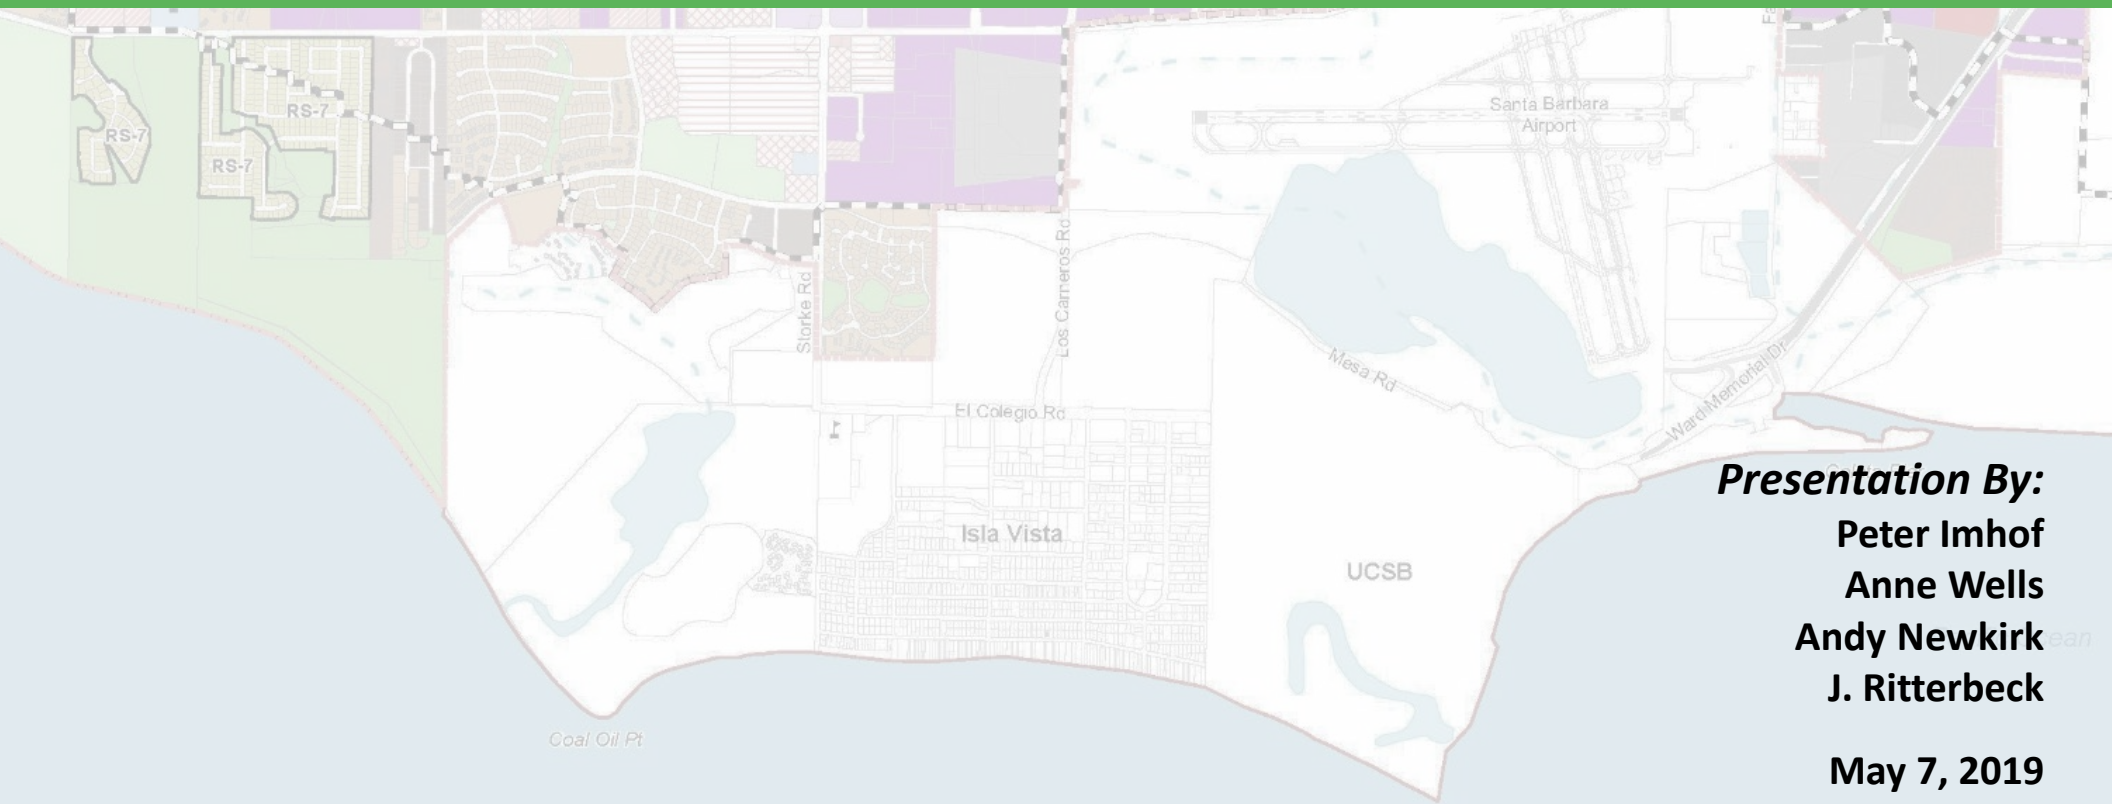 RS-7
RS-7
RS-7
Santa Barbara
Airport
Storke Rd
Los Carneros Rd
Mesa Rd
Ward Memorial Dr
El Colegio Rd
Isla Vista
UCSB
Coal Oil Pt
Presentation By:
Peter Imhof
Anne Wells
Andy Newkirk
J. Ritterbeck
May 7, 2019